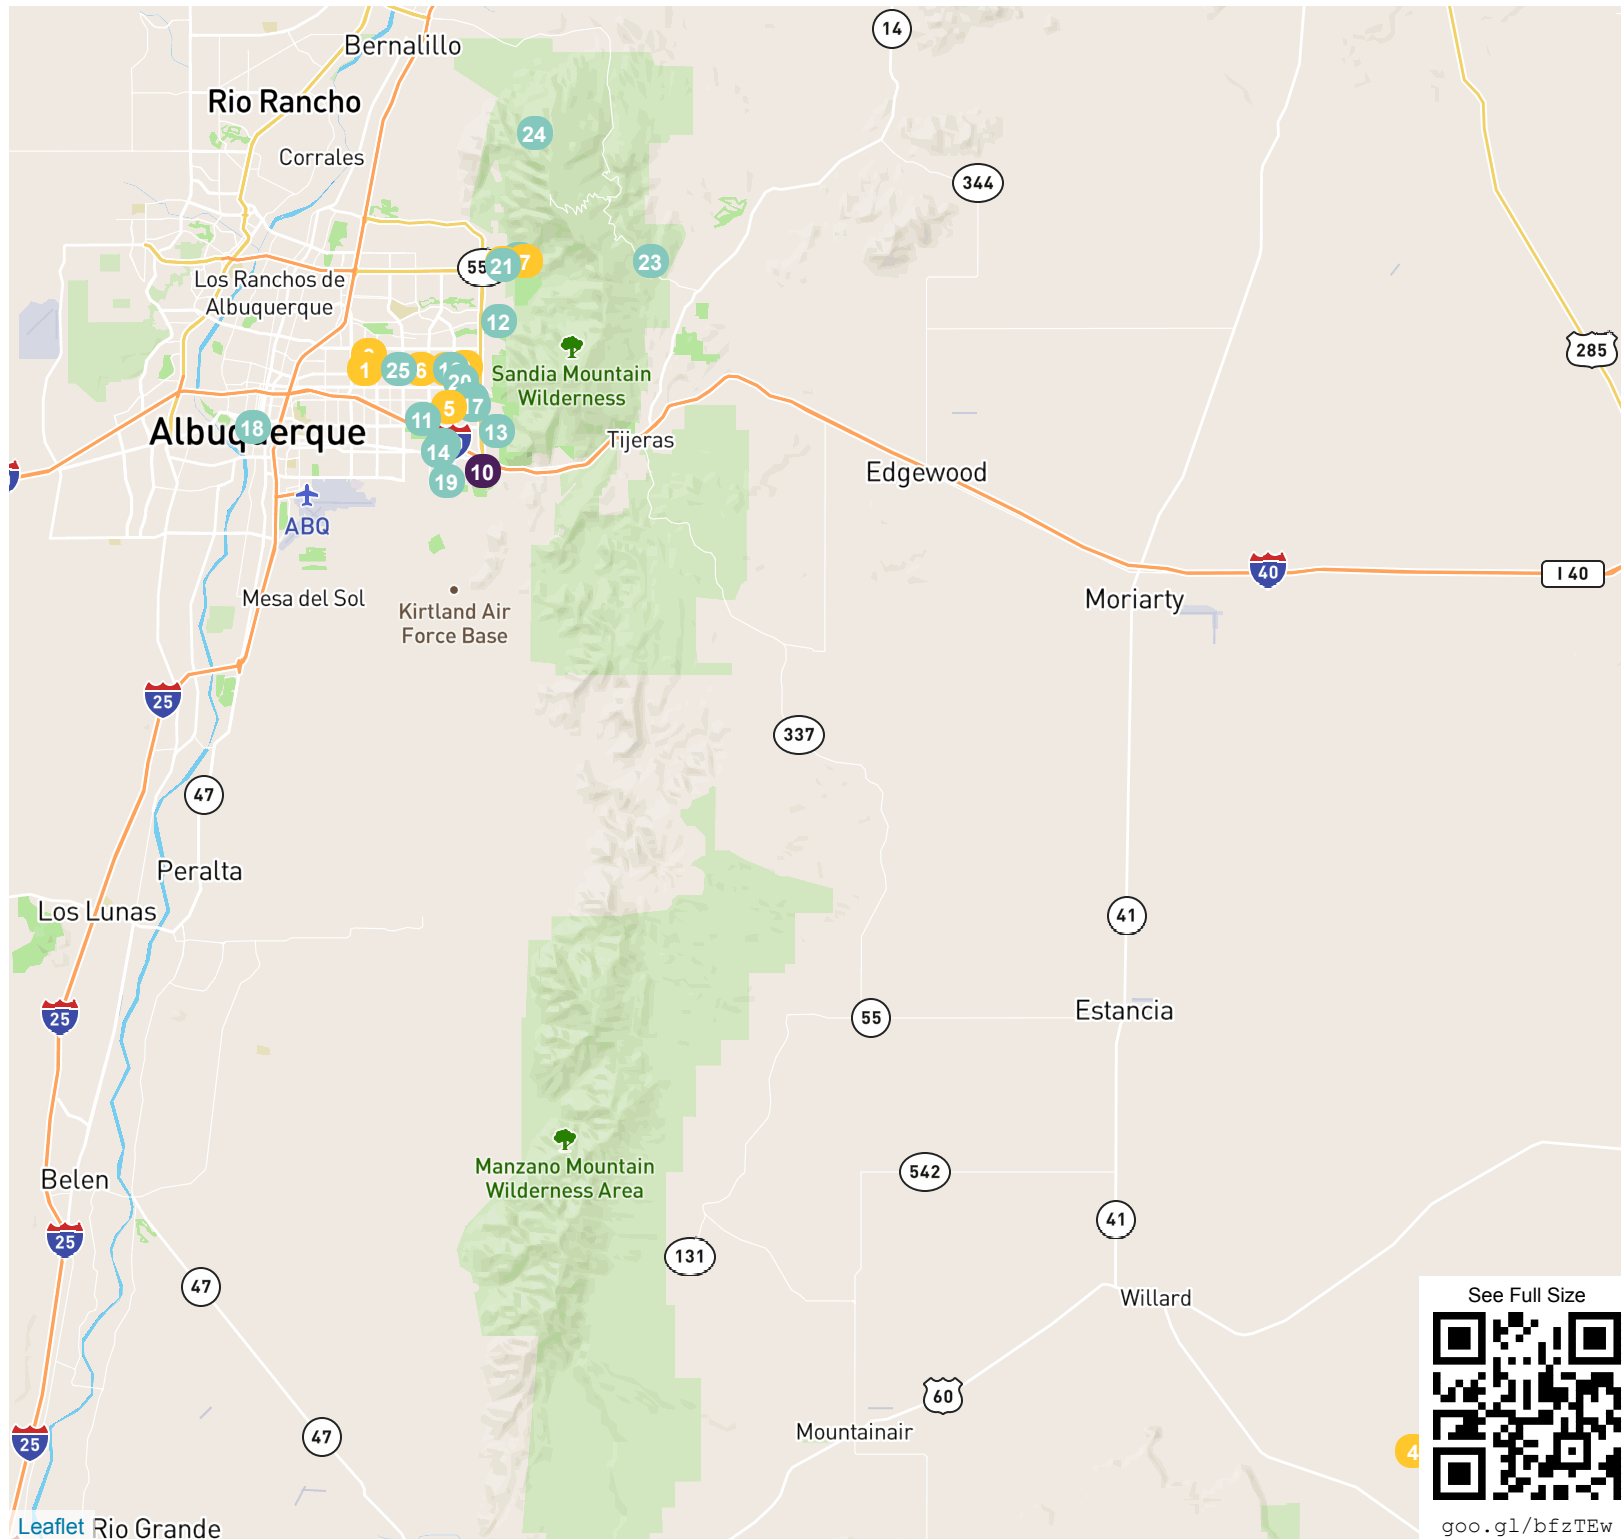 Bernalillo
14
Rio Rancho
24
Corrales
344
55
21
7
23
Los Ranchos de
Albuquerque
12
285
1
25
6
20
Sandia Mountain
Wilderness
5
17
11
13
18
Albuquerque
Tijeras
14
10
19
Edgewood
ABQ
40
I 40
Mesa del Sol
Moriarty
Kirtland Air
Force Base
25
337
47
Peralta
Los Lunas
41
25
55
Estancia
Manzano Mountain
Wilderness Area
542
Belen
41
25
131
47
Willard
See Full Size
60
Mountainair
47
25
4
Leaflet
Rio Grande
goo.gl/bfzTEw